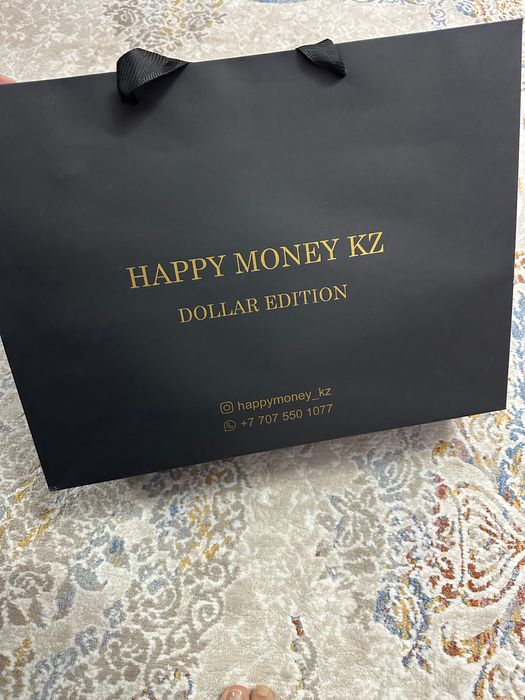 HAPPY MONEY KZ
DOLLAR EDITION
happymoney_kz
+7 707 550 1077